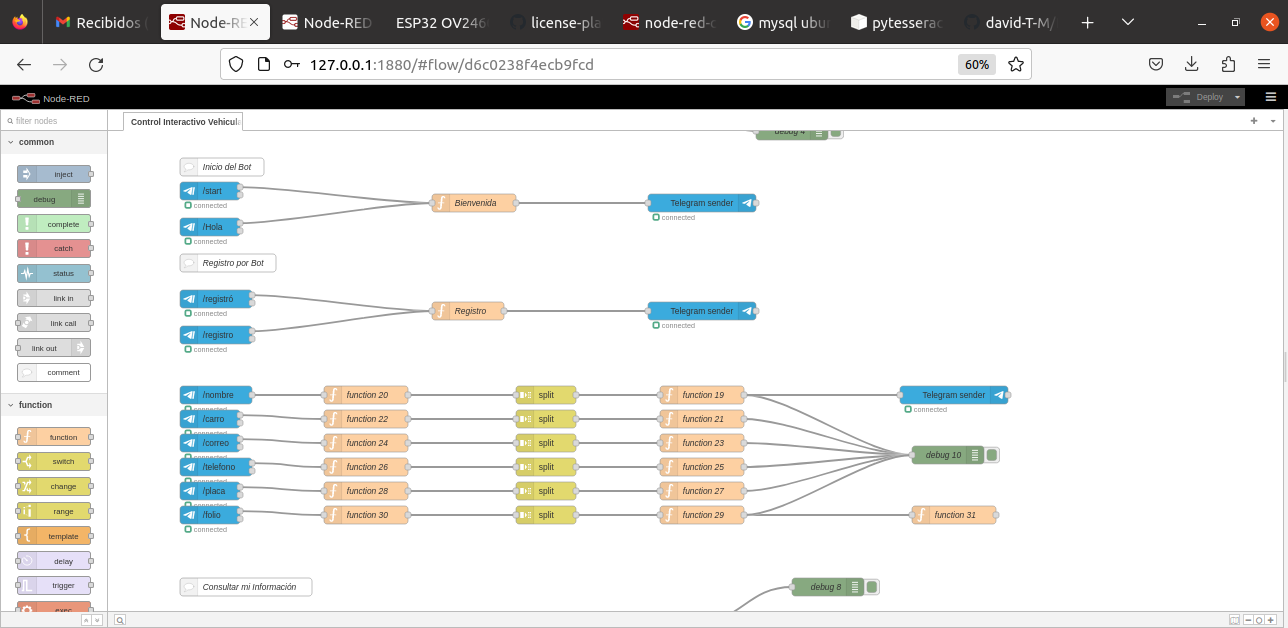 Recibidos (
Node-RE
Node-RED
ESP32 OV246
license-pla
node-red-c
mysql ubun
pytesserac
david-T-M/
127.0.0.1:1880/#flow/d6c0238f4ecb9fcd
60%
Node-RED
Deploy
filter nodes
Control Interactivo Vehicula
common
inject
debug
complete
catch
status
link in
link call
link out
comment
function
function
switch
change
range
template
delay
trigger
exec
debug 4
Inicio del Bot
/start
connected
/Hola
connected
Bienvenida
Telegram sender
connected
Registro por Bot
/registró
connected
/registro
connected
Registro
Telegram sender
connected
/nombre
function 20
split
function 19
Telegram sender
connected
connected
/carro
function 22
split
function 21
connected
/correo
function 24
split
function 23
connected
debug 10
/telefono
function 26
split
function 25
connected
/placa
function 28
split
function 27
connected
/folio
function 30
split
function 29
function 31
connected
Consultar mi Información
debug 8